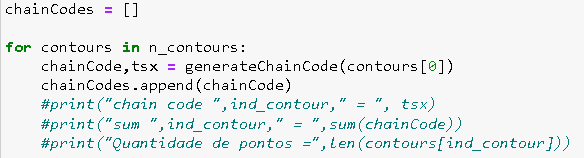 chainCodes = []
for contours in n_contours:
chainCode,tsx = generateChainCode(contours[0])
chainCodes.append(chainCode)
#print("chain code ",ind_contour," = ", tsx)
#print("sum ",ind_contour," = ",sum(chainCode))
#print("Quantidade de pontos =",len(contours[ind_contour]))